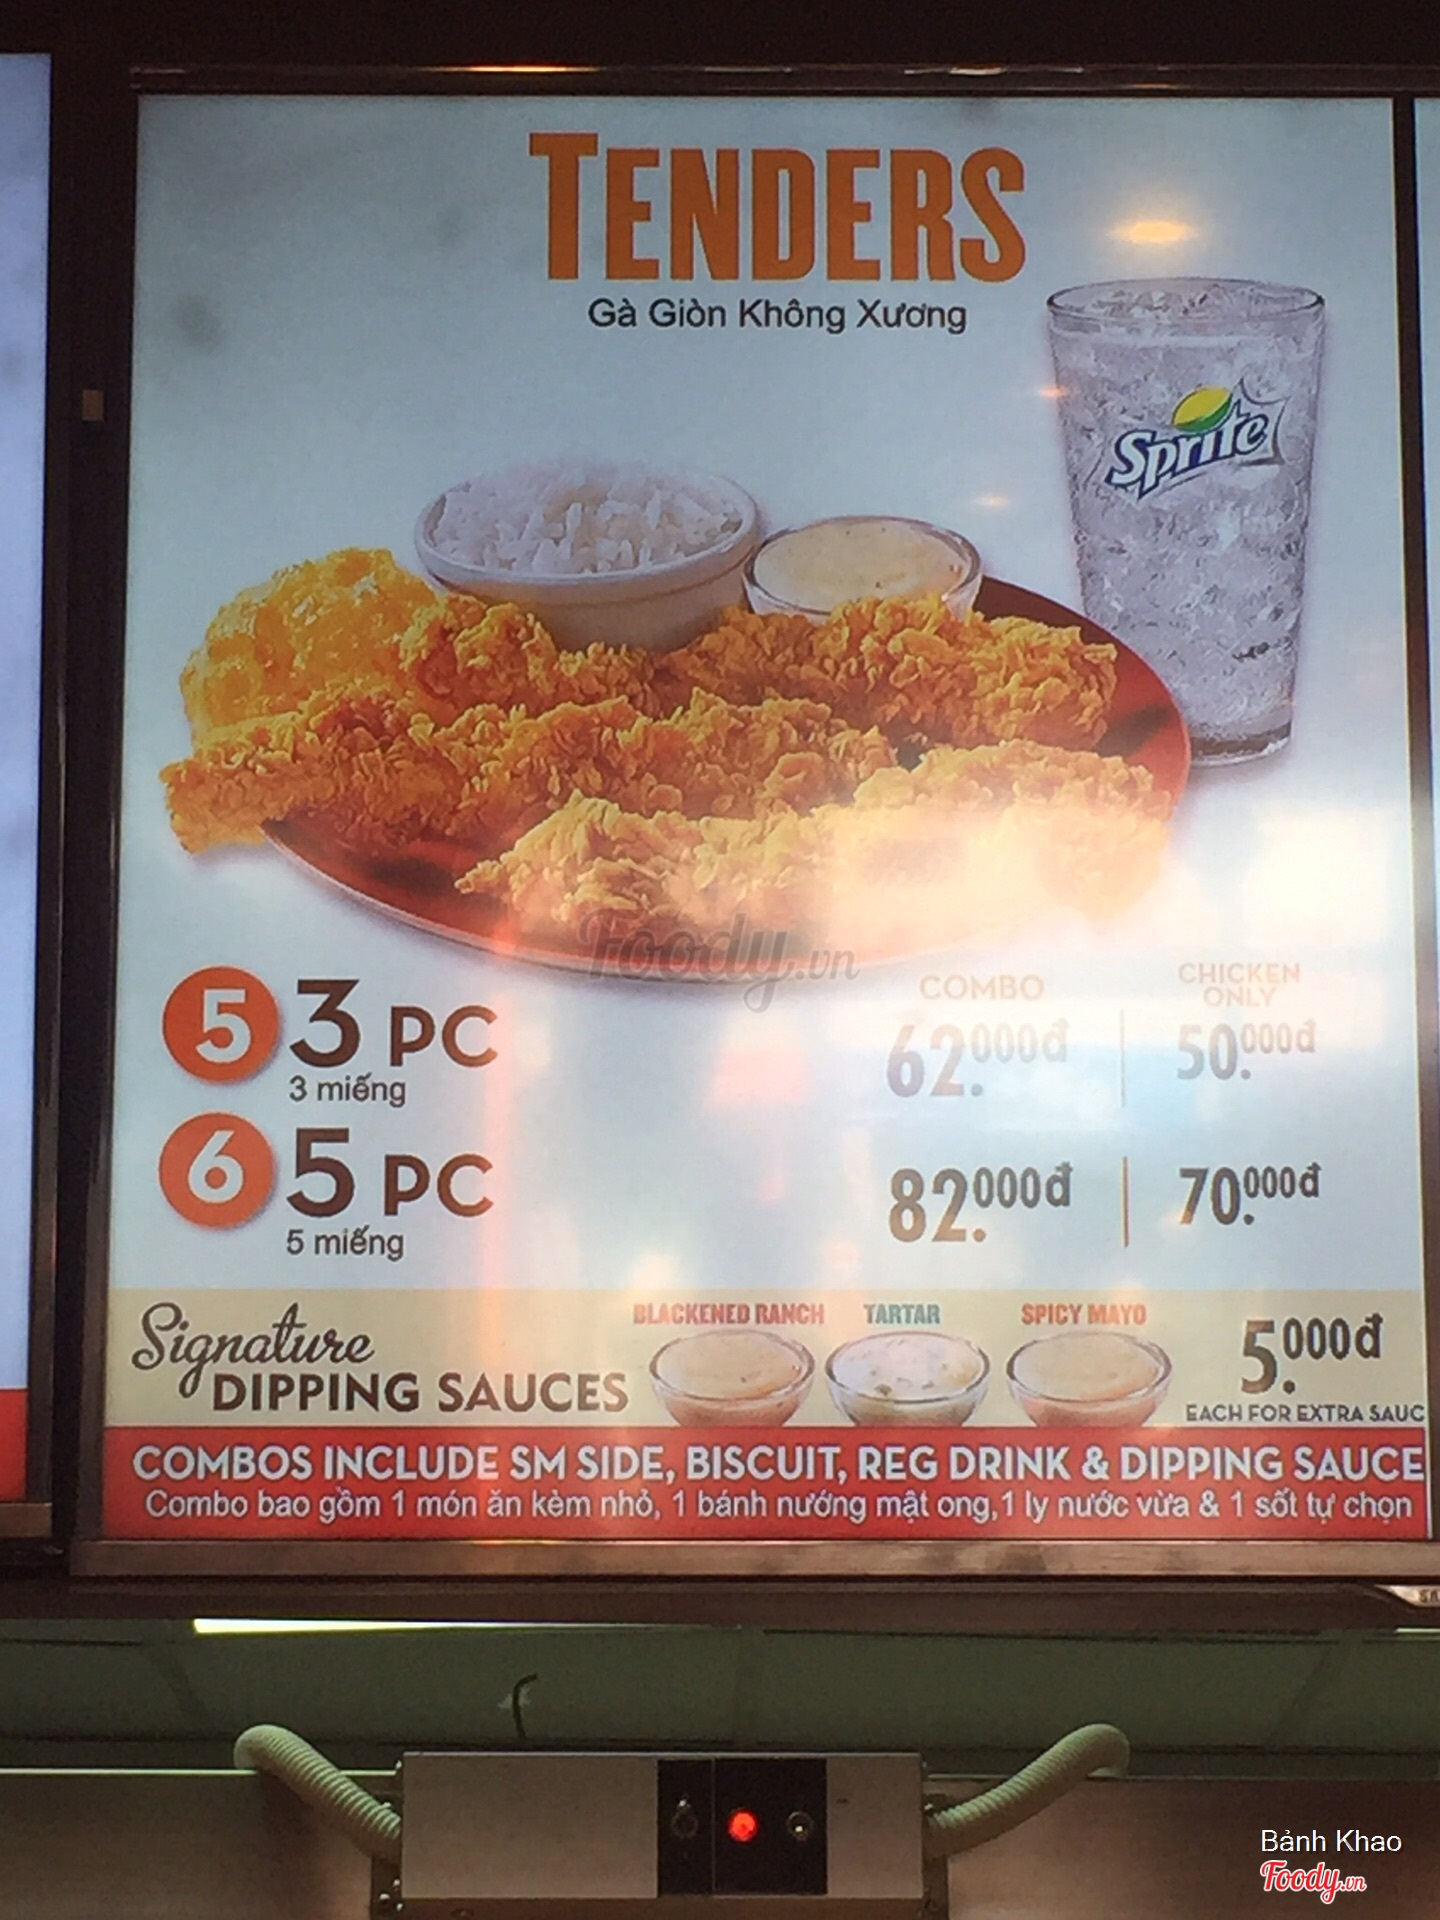 TENDERS
Gà Giòn Không Xương
Sprite
Foody.vn
COMBO
CHICKEN
ONLY
5 3 PC 62.000đ 50.000đ
3 miếng
6 5 PC 82.000đ 70.000đ
5 miếng
Signature
DIPPING SAUCES
BLACKENED RANCH TARTAR SPICY MAYO
5.000đ
EACH FOR EXTRA SAUC
COMBOS INCLUDE SM SIDE, BISCUIT, REG DRINK & DIPPING SAUCE
Combo bao gồm 1 món ăn kèm nhỏ, 1 bánh nướng mật ong, 1 ly nước vừa & 1 sốt tự chọn
Bảnh Khao
Foody.vn